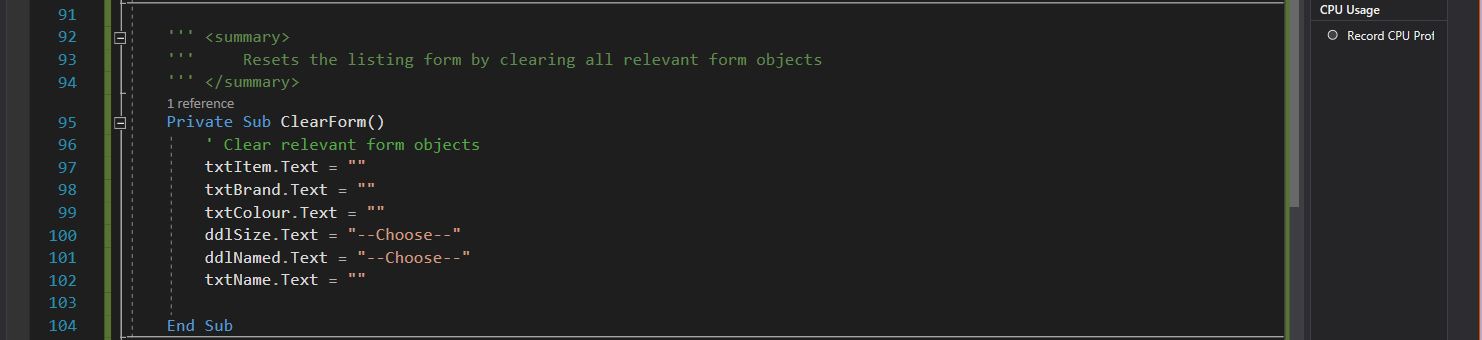 91
92 ''' <summary>
93 '''     Resets the listing form by clearing all relevant form objects
94 ''' </summary>
1 reference
95 Private Sub ClearForm()
96     ' Clear relevant form objects
97     txtItem.Text = ""
98     txtBrand.Text = ""
99     txtColour.Text = ""
100     ddlSize.Text = "--Choose--"
101     ddlNamed.Text = "--Choose--"
102     txtName.Text = ""
103
104 End Sub
CPU Usage
Record CPU Prof